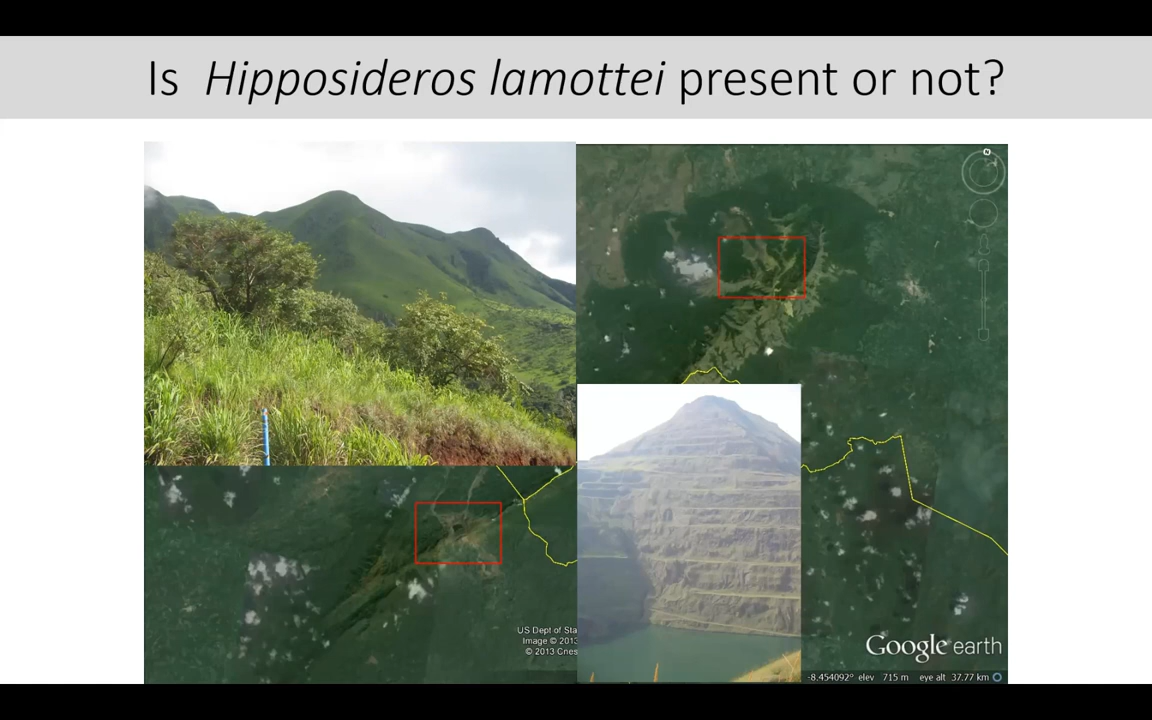 Is Hipposideros lamottei present or not?
N
US Dept of Sta
Image © 2013
© 2013 Cnes
Google earth
-8.454092° elev 715 m eye alt 37.77 km